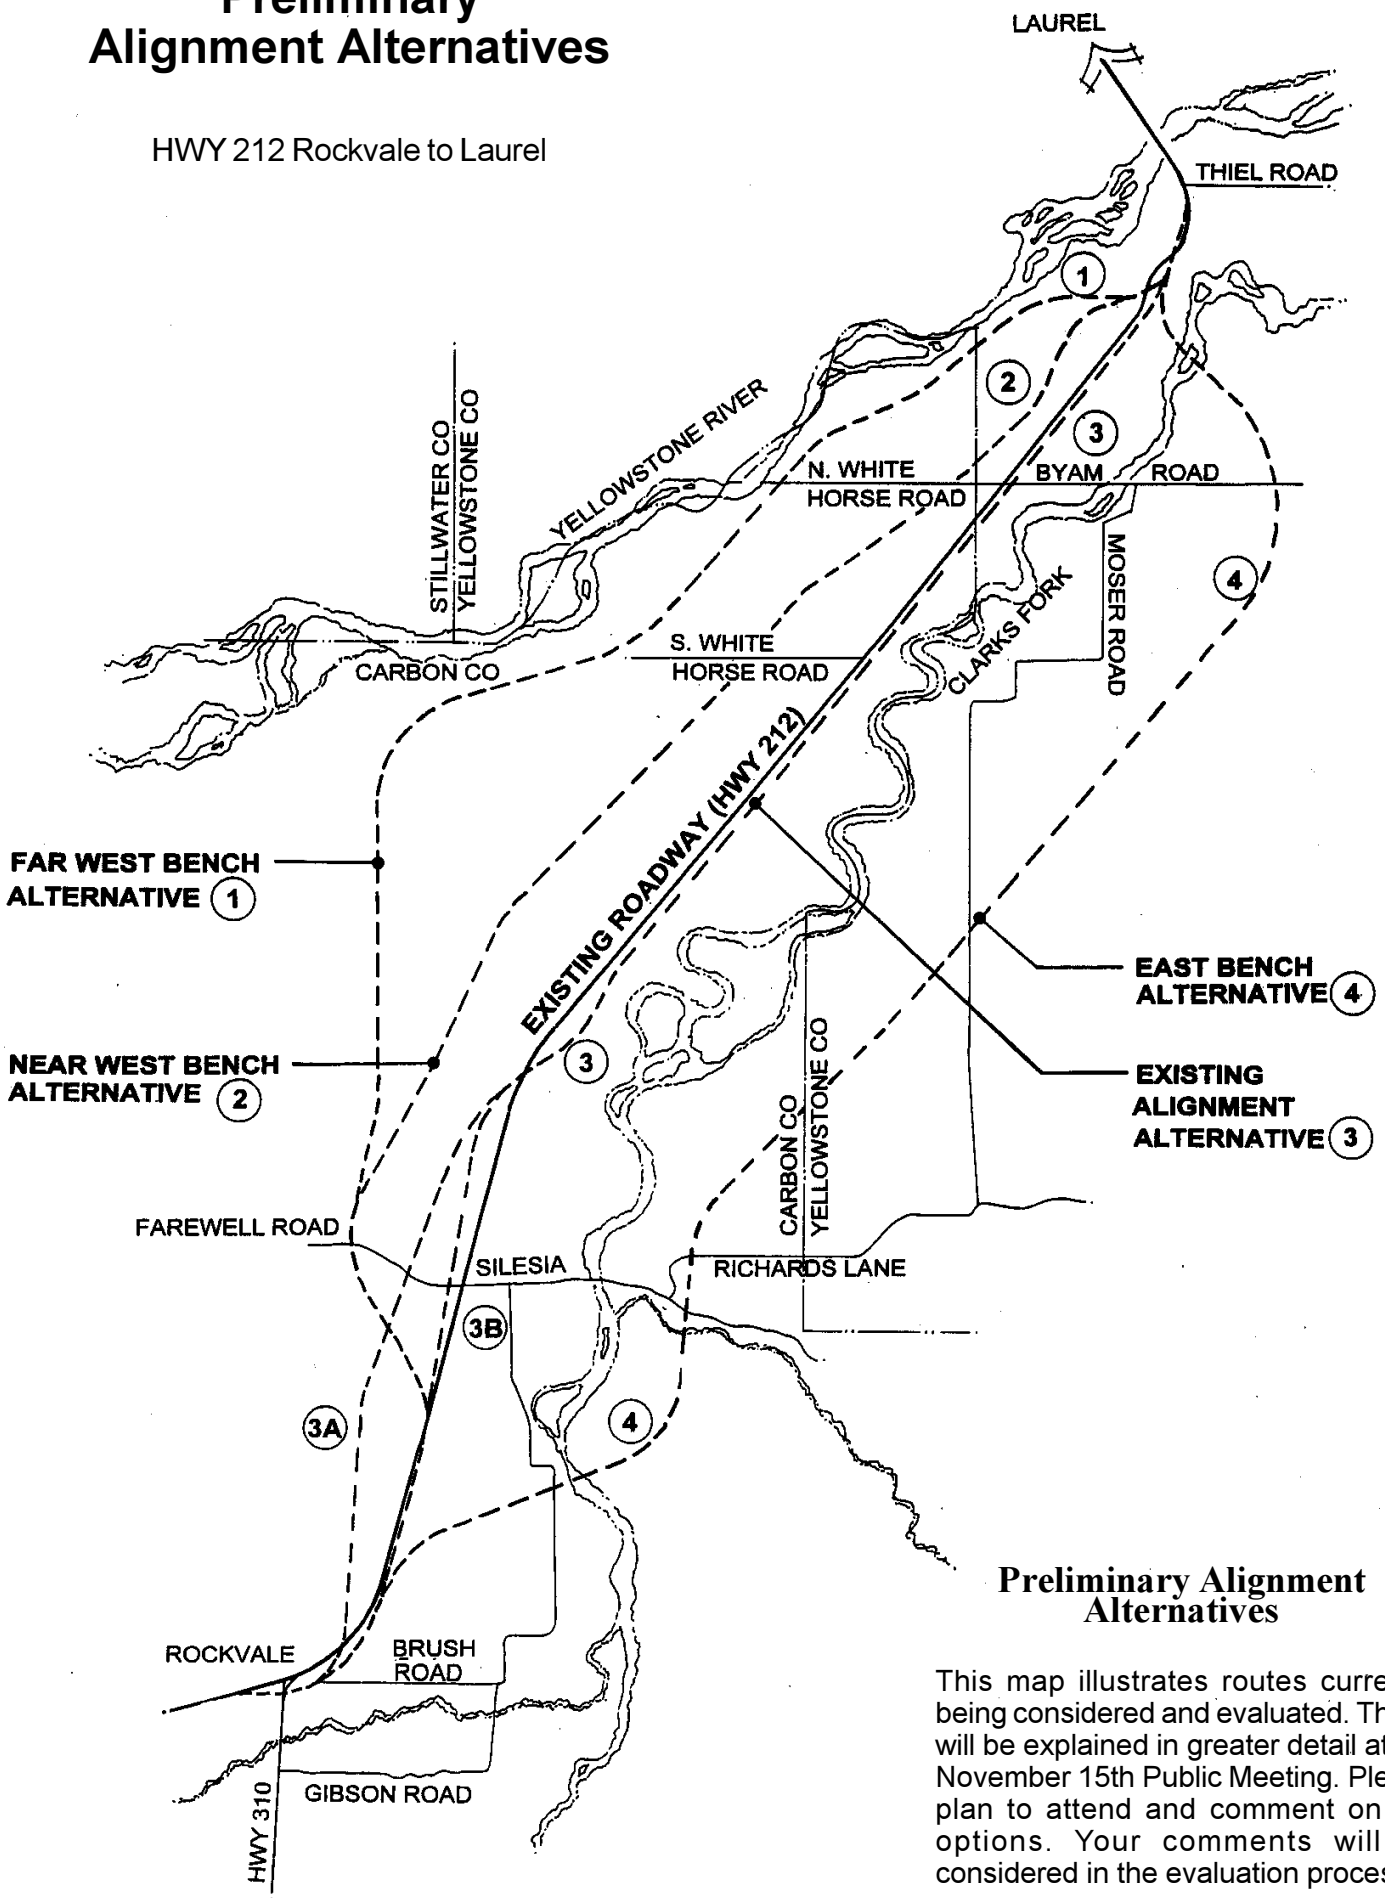 Preliminary
Alignment Alternatives
HWY 212 Rockvale to Laurel
LAUREL
THIEL ROAD
1
2
3
STILLWATER CO
YELLOWSTONE CO
YELLOWSTONE RIVER
N. WHITE
HORSE ROAD
BYAM ROAD
MOSER ROAD
4
CLARKS FORK
S. WHITE
HORSE ROAD
CARBON CO
EXISTING ROADWAY (HWY 212)
FAR WEST BENCH
ALTERNATIVE 1
EAST BENCH
ALTERNATIVE 4
NEAR WEST BENCH
ALTERNATIVE 2
3
EXISTING
ALIGNMENT
ALTERNATIVE 3
CARBON CO
YELLOWSTONE CO
FAREWELL ROAD
SILESIA
RICHARDS LANE
3B
3A
4
ROCKVALE
BRUSH
ROAD
GIBSON ROAD
HWY 310
Preliminary Alignment
Alternatives
This map illustrates routes curre
being considered and evaluated. Th
will be explained in greater detail at
November 15th Public Meeting. Ple
plan to attend and comment on
options. Your comments will
considered in the evaluation proces